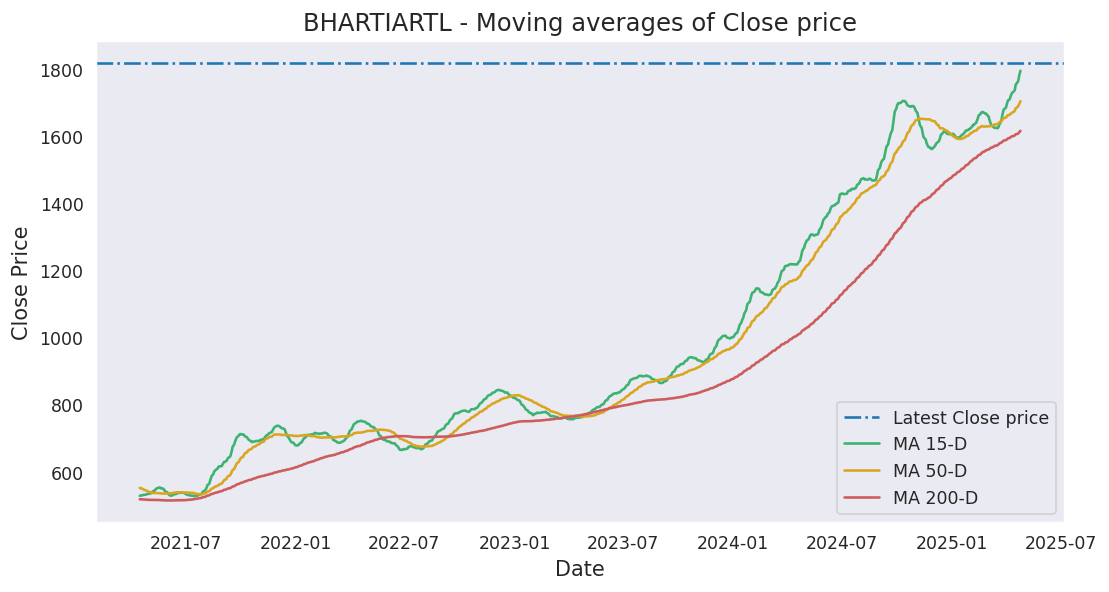 BHARTIARTL - Moving averages of Close price
1800
1600
1400
1200
1000
800
600
Close Price
Latest Close price
MA 15-D
MA 50-D
MA 200-D
2021-07 2022-01 2022-07 2023-01 2023-07 2024-01 2024-07 2025-01 2025-07
Date